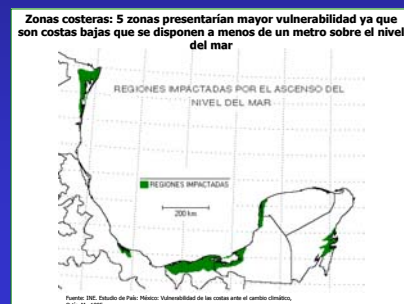 Zonas costeras: 5 zonas presentarían mayor vulnerabilidad ya que
son costas bajas que se disponen a menos de un metro sobre el nivel
del mar
REGIONES IMPACTADAS POR EL ASCENSO DEL
NIVEL DEL MAR
REGIONES IMPACTADAS
200 km
Fuente: INE. Estudio de País: México: Vulnerabilidad de las costas ante el cambio climático,